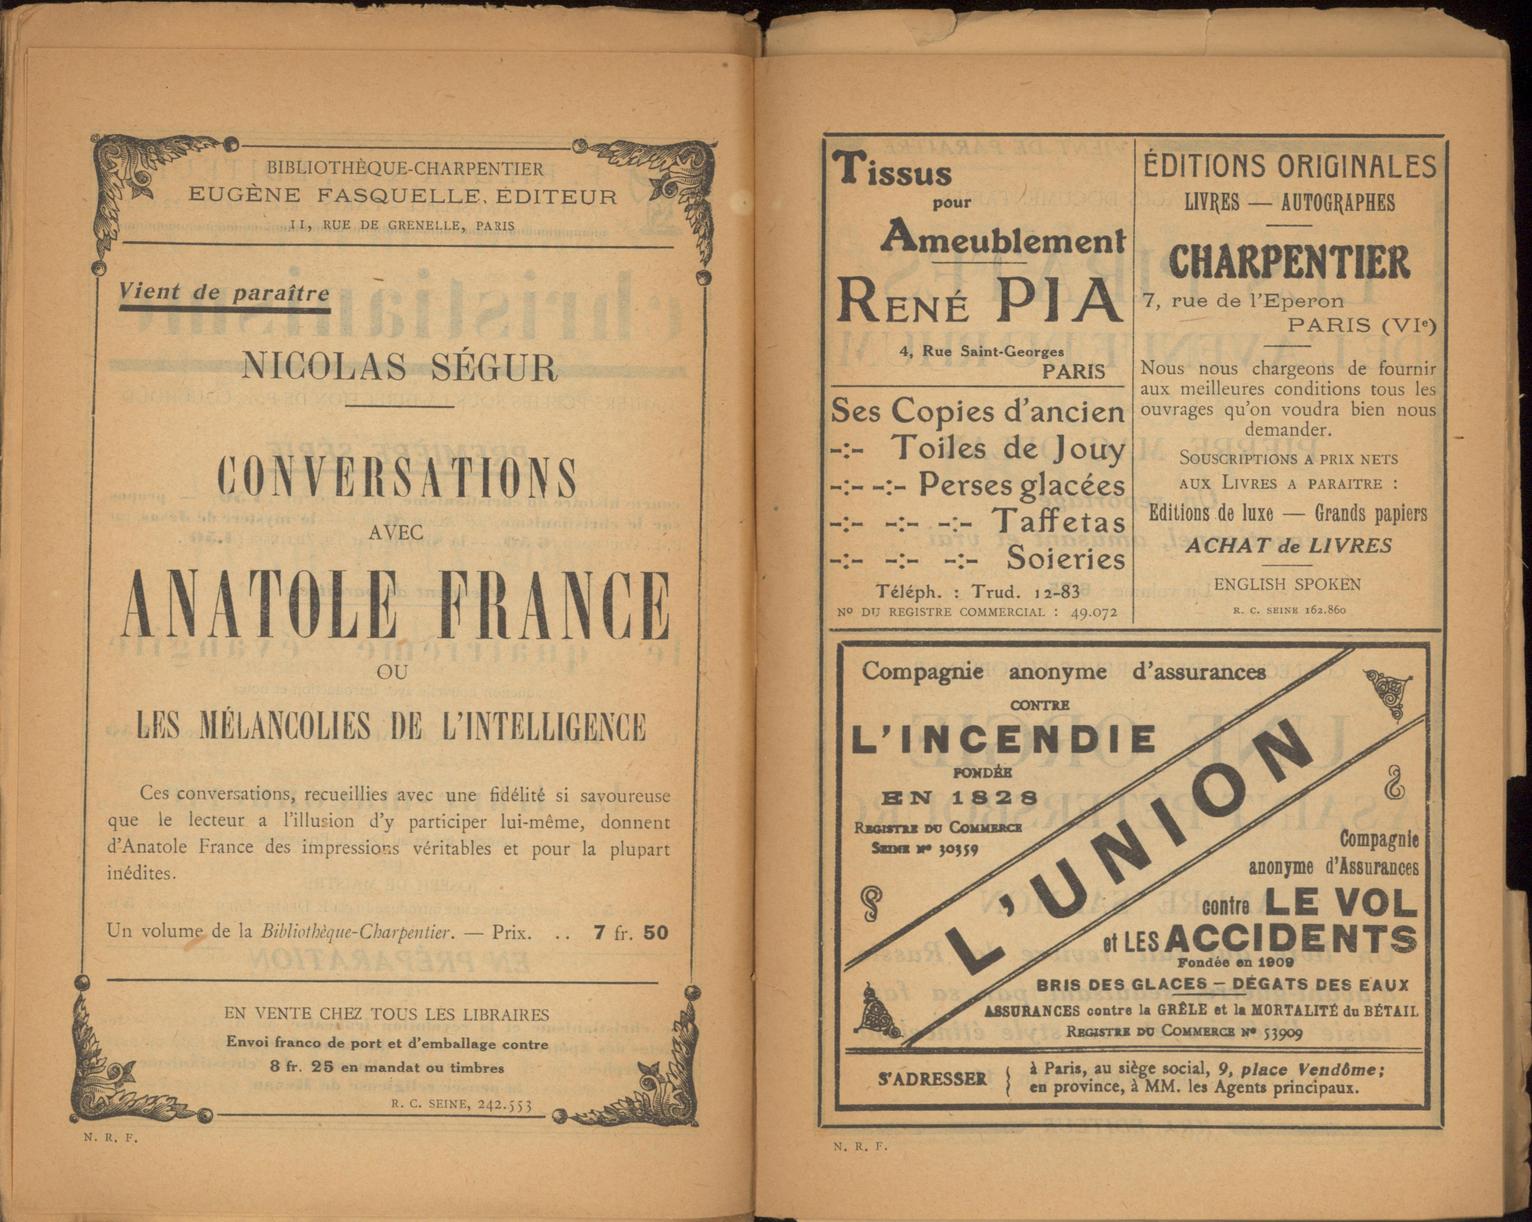 BIBLIOTHÈQUE-CHARPENTIER
EUGÈNE FASQUELLE, ÉDITEUR
11, RUE DE GRENELLE, PARIS
Vient de paraître
NICOLAS SÉGUR
CONVERSATIONS
AVEC
ANATOLE FRANCE
OU
LES MÉLANCOLIES DE L'INTELLIGENCE
Ces conversations, recueillies avec une fidélité si savoureuse
que le lecteur a l'illusion d'y participer lui-même, donnent
d'Anatole France des impressions véritables et pour la plupart
inédites.
Un volume de la Bibliothèque-Charpentier. — Prix. .. 7 fr. 50
EN VENTE CHEZ TOUS LES LIBRAIRES
Envoi franco de port et d'emballage contre
8 fr. 25 en mandat ou timbres
R. C. SEINE, 242.553
N. R. F.
Tissus
pour
Ameublement
RENÉ PIA
4, Rue Saint-Georges
PARIS
Ses Copies d'ancien
-:- Toiles de Jouy
-:- -:- Perses glacées
-:- -:- -:- Taffetas
-:- -:- -:- Soieries
Téléph. : Trud. 12-83
No DU REGISTRE COMMERCIAL : 49.072
ÉDITIONS ORIGINALES
LIVRES — AUTOGRAPHES
CHARPENTIER
7, rue de l'Eperon
PARIS (VIe)
Nous nous chargeons de fournir
aux meilleures conditions tous les
ouvrages qu'on voudra bien nous
demander.
SOUSCRIPTIONS A PRIX NETS
AUX LIVRES A PARAITRE :
Editions de luxe — Grands papiers
ACHAT de LIVRES
ENGLISH SPOKEN
R. C. SEINE 162.860
Compagnie anonyme d'assurances
CONTRE
L'INCENDIE
FONDÉE
EN 1828
REGISTRE DU COMMERCE
SEINE No 30359
L'UNION
Compagnie
anonyme d'Assurances
contre LE VOL
et LES ACCIDENTS
Fondée en 1909
BRIS DES GLACES — DÉGATS DES EAUX
ASSURANCES contre la GRÊLE et la MORTALITÉ du BÉTAIL
REGISTRE DU COMMERCE No 53909
S'ADRESSER { à Paris, au siège social, 9, place Vendôme;
en province, à MM. les Agents principaux.
N. R. F.